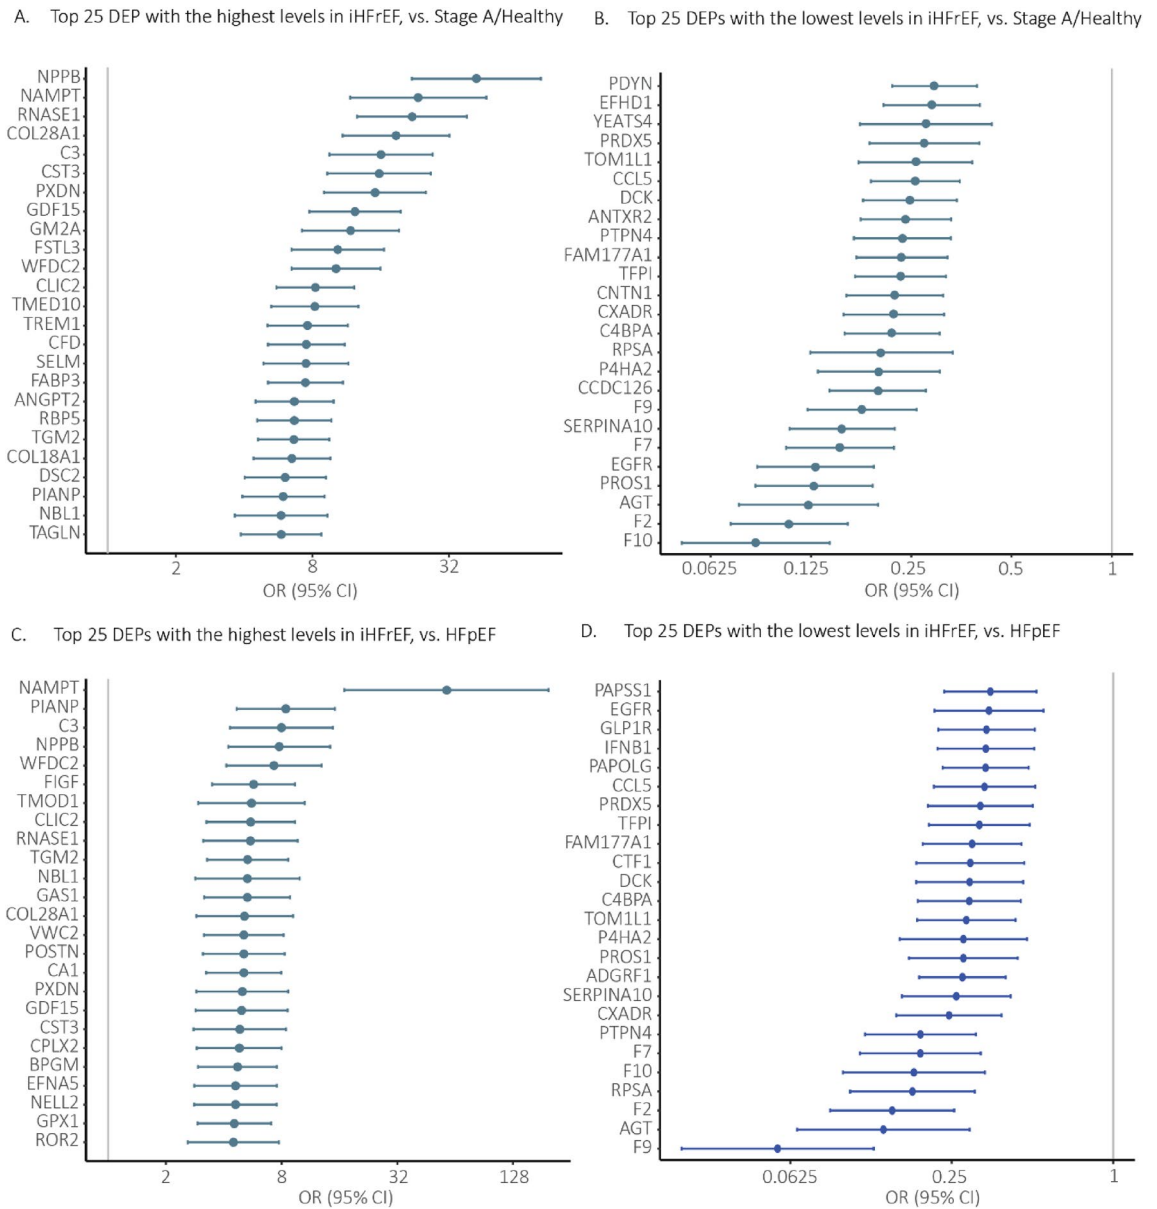 A. Top 25 DEP with the highest levels in iHFrEF, vs. Stage A/Healthy
NPPB
NAMPT
RNASE1
COL28A1
C3
CST3
PXDN
GDF15
GM2A
FSTL3
WFDC2
CLIC2
TMED10
TREM1
CFD
SELM
FABP3
ANGPT2
RBP5
TGM2
COL18A1
DSC2
PIANP
NBL1
TAGLN
2 8 32
OR (95% CI)
B. Top 25 DEPs with the lowest levels in iHFrEF, vs. Stage A/Healthy
PDYN
EFHD1
YEATS4
PRDX5
TOM1L1
CCL5
DCK
ANTXR2
PTPN4
FAM177A1
TFPI
CNTN1
CXADR
C4BPA
RPSA
P4HA2
CCDC126
F9
SERPINA10
F7
EGFR
PROS1
AGT
F2
F10
0.0625 0.125 0.25 0.5 1
OR (95% CI)
C. Top 25 DEPs with the highest levels in iHFrEF, vs. HFpEF
NAMPT
PIANP
C3
NPPB
WFDC2
FIGF
TMOD1
CLIC2
RNASE1
TGM2
NBL1
GAS1
COL28A1
VWC2
POSTN
CA1
PXDN
GDF15
CST3
CPLX2
BPGM
EFNA5
NELL2
GPX1
ROR2
2 8 32 128
OR (95% CI)
D. Top 25 DEPs with the lowest levels in iHFrEF, vs. HFpEF
PAPSS1
EGFR
GLP1R
IFNB1
PAPOLG
CCL5
PRDX5
TFPI
FAM177A1
CTF1
DCK
C4BPA
TOM1L1
P4HA2
PROS1
ADGRF1
SERPINA10
CXADR
PTPN4
F7
F10
RPSA
F2
AGT
F9
0.0625 0.25 1
OR (95% CI)